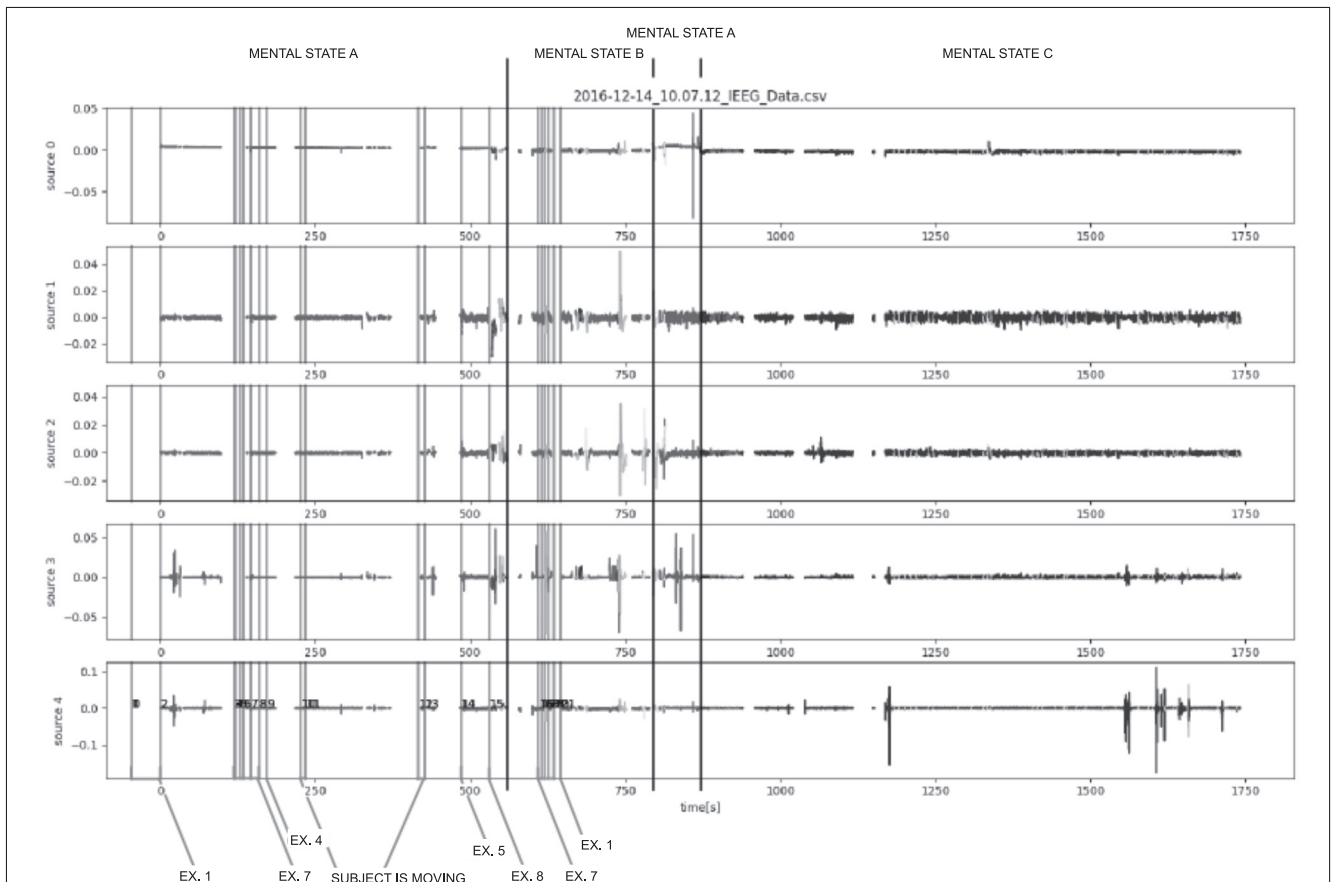 MENTAL STATE A
MENTAL STATE A MENTAL STATE B MENTAL STATE C
2016-12-14_10.07.12_IEEG_Data.csv
source 0
0.05
0.00
−0.05
0 250 500 750 1000 1250 1500 1750
source 1
0.04
0.02
0.00
−0.02
0 250 500 750 1000 1250 1500 1750
source 2
0.04
0.02
0.00
−0.02
0 250 500 750 1000 1250 1500 1750
source 3
0.05
0.00
−0.05
0 250 500 750 1000 1250 1500 1750
source 4
0.1
0.0
−0.1
2 8 9 14 15
0 250 500 750 1000 1250 1500 1750
time[s]
EX. 4 EX. 5 EX. 1
EX. 1 EX. 7 SUBJECT IS MOVING EX. 8 EX. 7